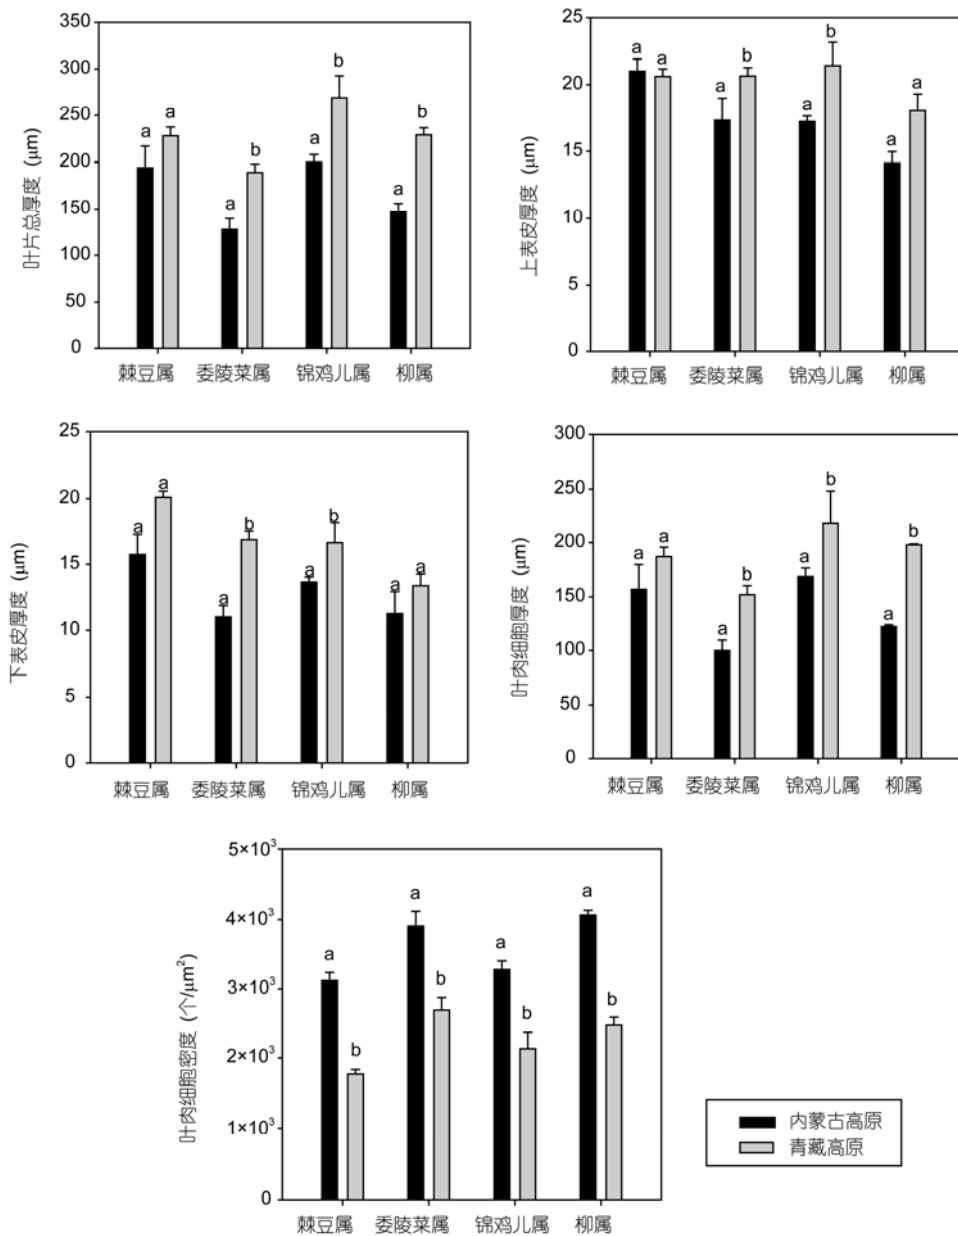 叶片总厚度 (μm)
350
300
250
200
150
100
50
0
a
a
a
b
a
b
a
b
棘豆属
委陵菜属
锦鸡儿属
柳属
上表皮厚度 (μm)
25
20
15
10
5
0
a
a
a
b
a
b
a
a
棘豆属
委陵菜属
锦鸡儿属
柳属
下表皮厚度 (μm)
25
20
15
10
5
0
a
a
a
b
a
b
a
a
棘豆属
委陵菜属
锦鸡儿属
柳属
叶肉细胞厚度 (μm)
300
250
200
150
100
50
0
a
a
a
b
a
b
a
b
棘豆属
委陵菜属
锦鸡儿属
柳属
叶肉细胞密度 (个/μm²)
5×10³
4×10³
3×10³
2×10³
1×10³
0
a
b
a
b
a
b
a
b
棘豆属
委陵菜属
锦鸡儿属
柳属
内蒙古高原
青藏高原